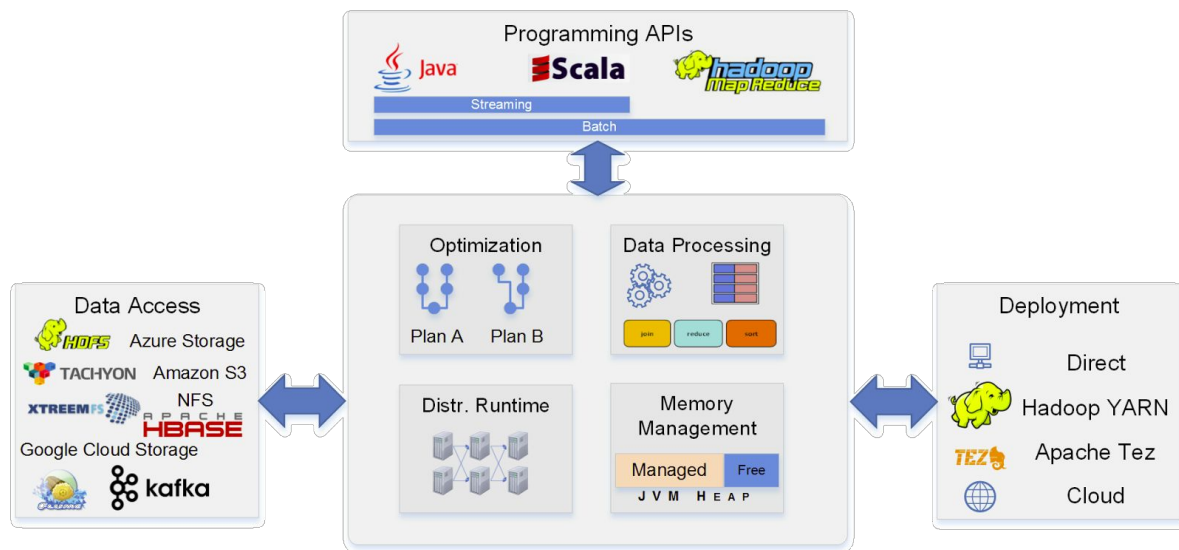 Programming APIs
Java
Scala
hadoop
Map Reduce
Streaming
Batch
Optimization
Plan A Plan B
Data Processing
join reduce sort
Data Access
HDFS Azure Storage
TACHYON Amazon S3
XTREEMFS NFS
APACHE
HBASE
Google Cloud Storage
kafka
Distr. Runtime
Memory
Management
Managed Free
JVM HEAP
Deployment
Direct
Hadoop YARN
TEZ Apache Tez
Cloud